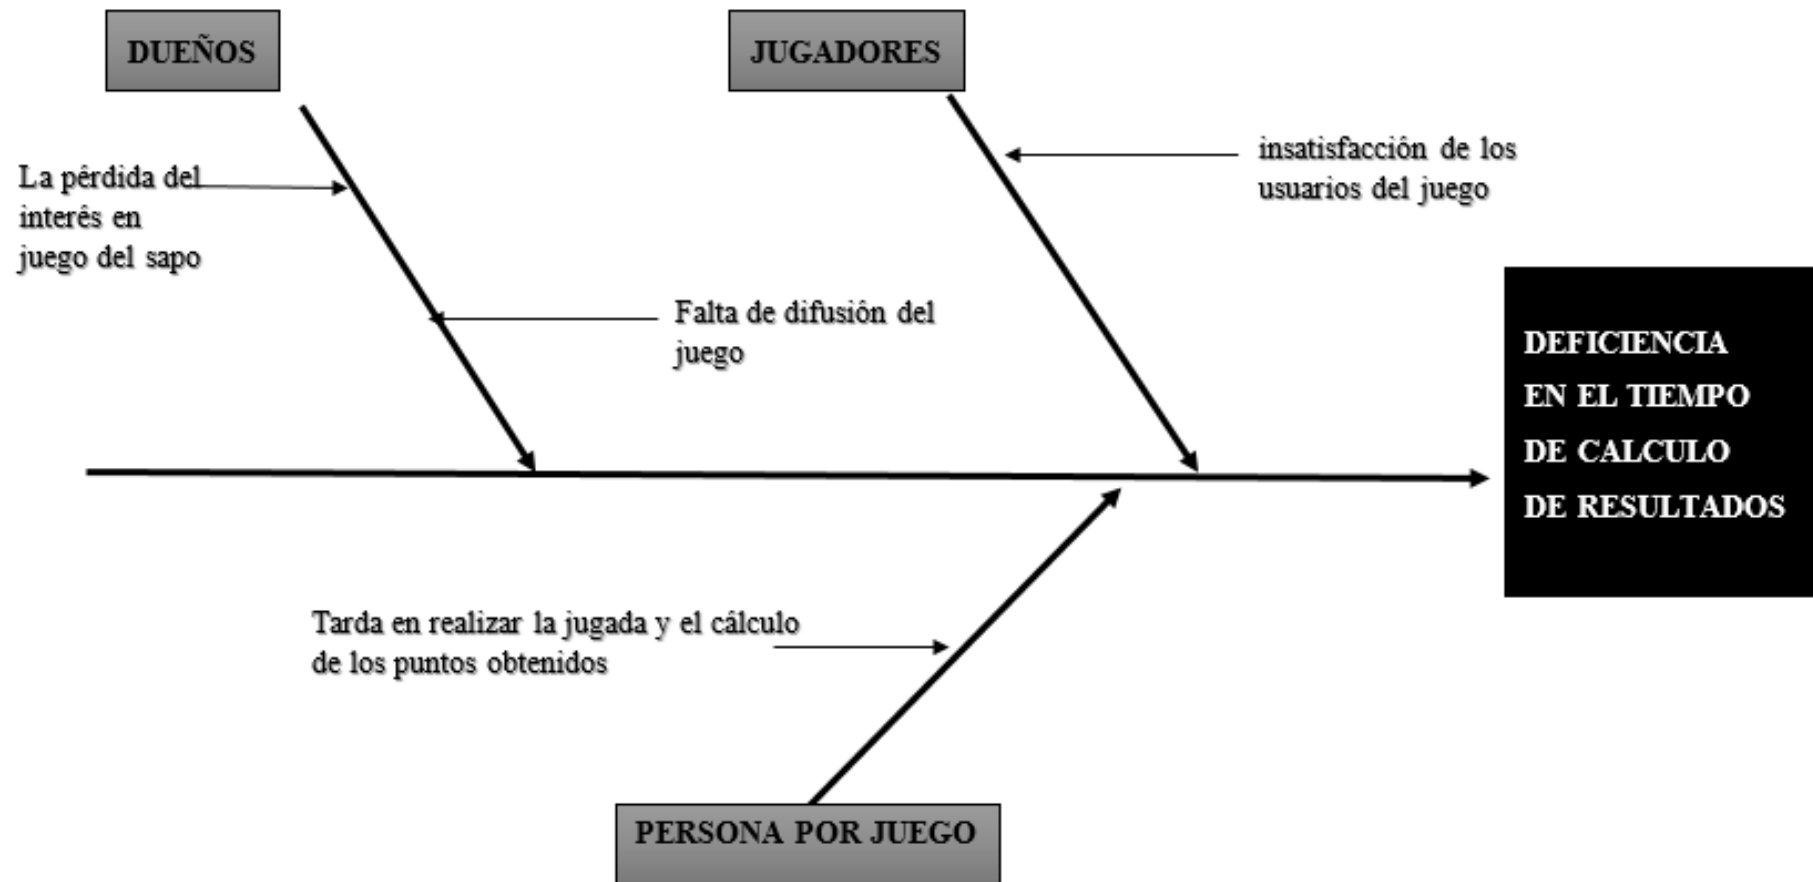 DUEÑOS
JUGADORES
La pérdida del
interés en
juego del sapo
insatisfacción de los
usuarios del juego
Falta de difusión del
juego
DEFICIENCIA
EN EL TIEMPO
DE CALCULO
DE RESULTADOS
Tarda en realizar la jugada y el cálculo
de los puntos obtenidos
PERSONA POR JUEGO